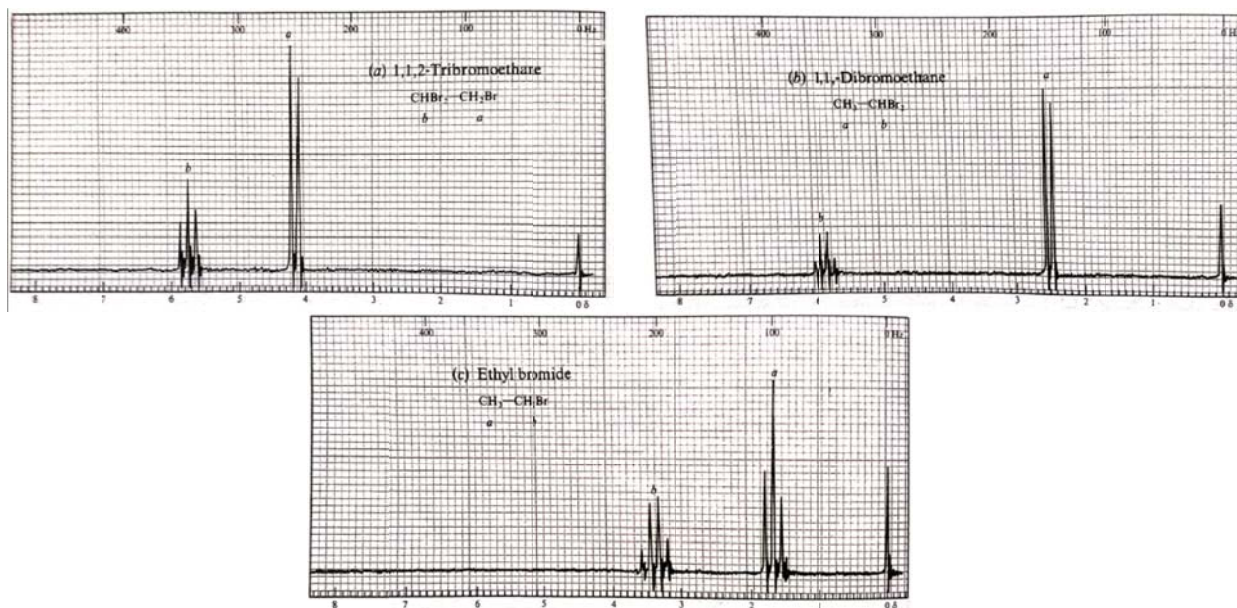 400 300 200 100 0 Hz
a
(a) 1,1,2-Tribromoethare
CHBr₂—CH₂Br
b a
b
8 7 6 5 4 3 2 1 0 δ
400 200 100 0 Hz
a
(b) 1,1,-Dibromoethane
CH₃—CHBr₂
a b
b
8 7 6 4 3 2 1 0 δ
400 300 200 100 0 Hz
a
(c) Ethyl bromide
CH₃—CH₂Br
a b
b
8 7 6 5 4 3 2 1 0 δ